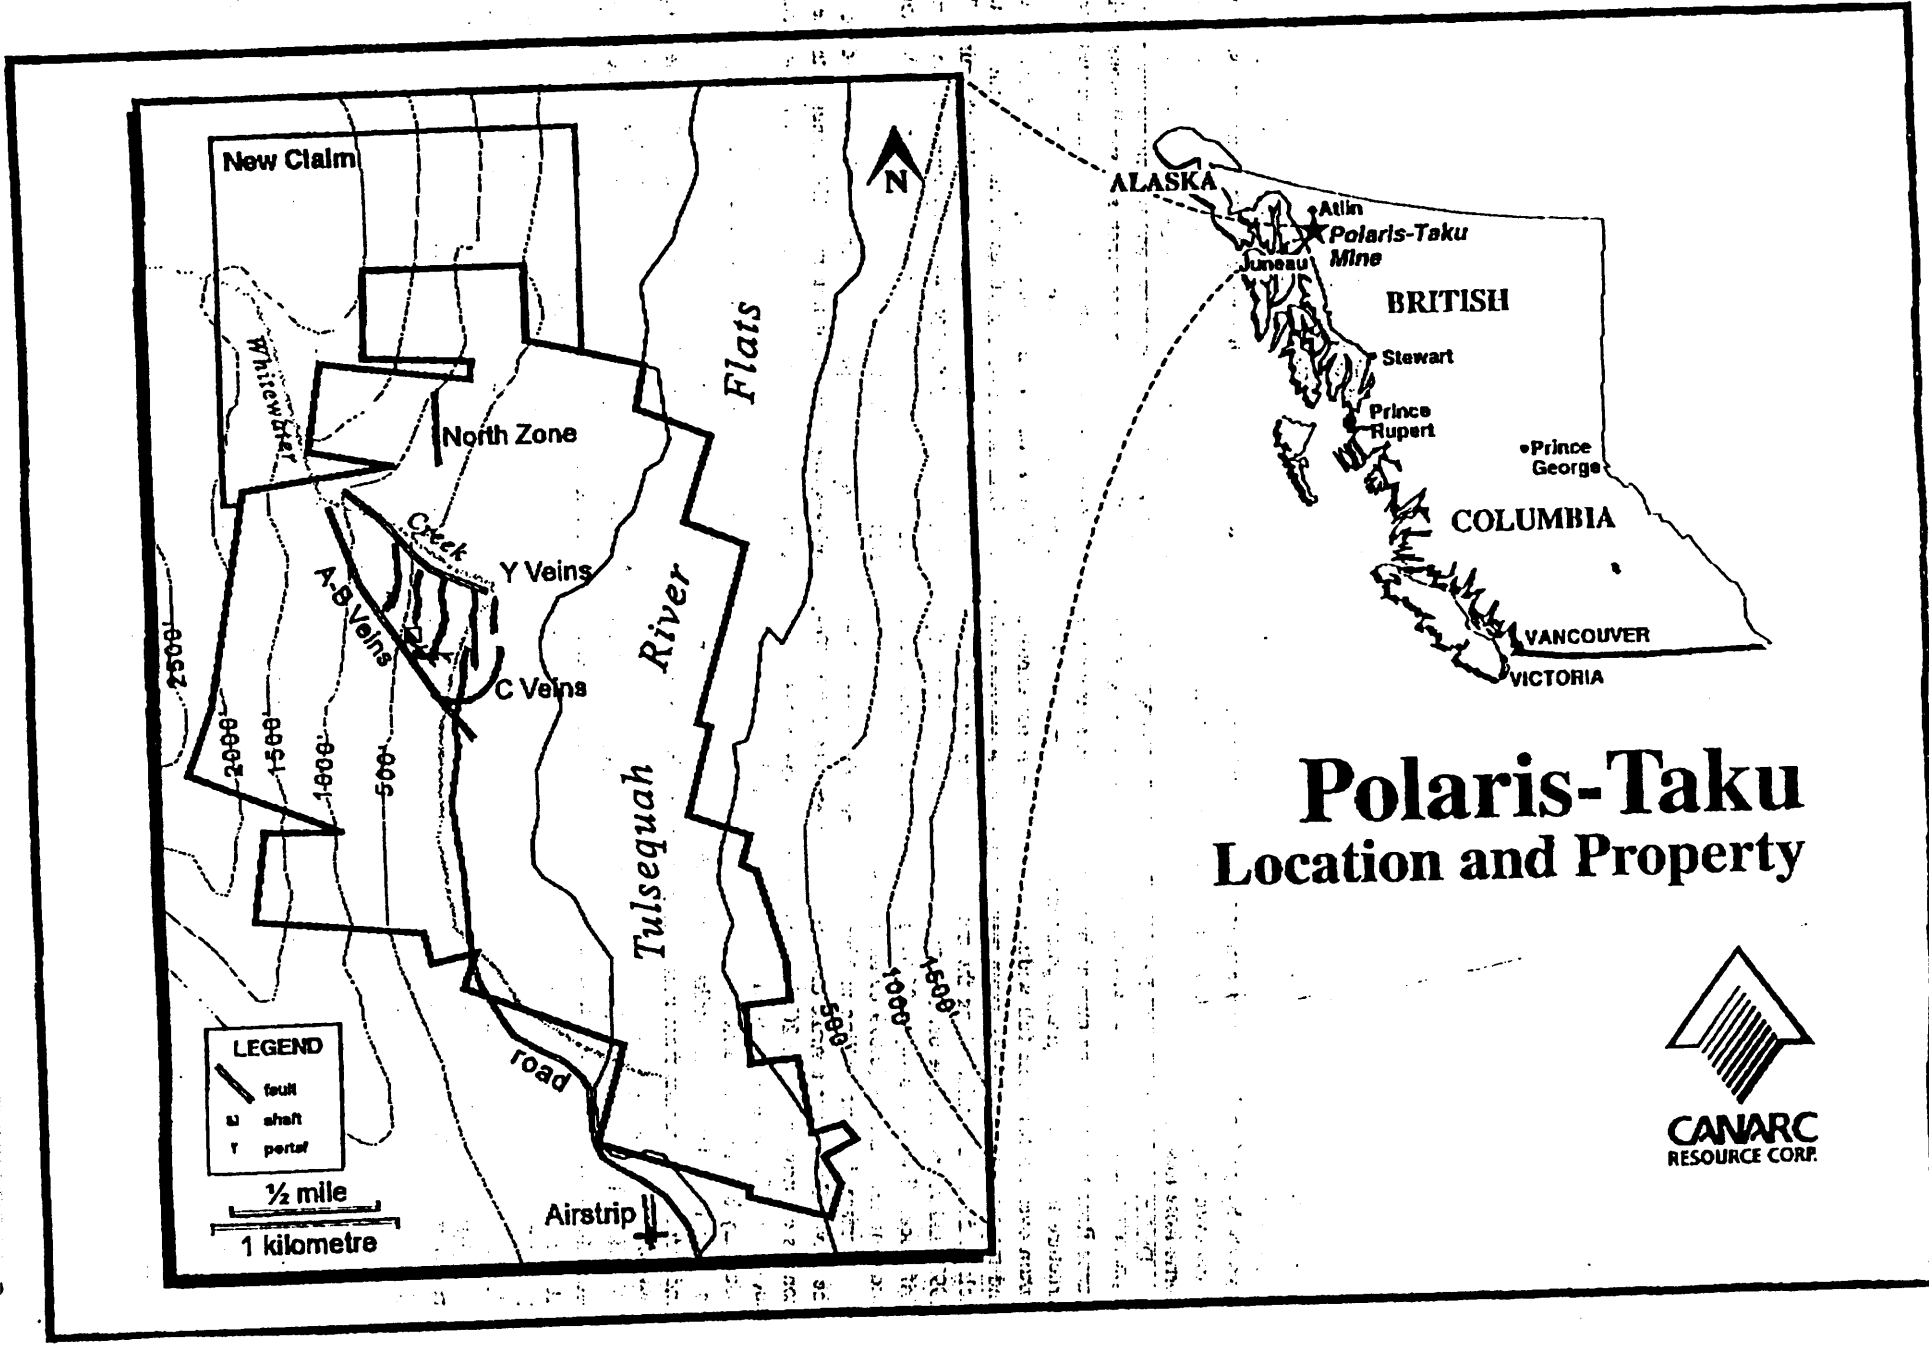 New Claim
N
Flats
Whitewater
North Zone
Creek
Y Veins
A-B Veins
River
C Veins
2500'
2000'
1500'
1000'
500'
Tulsequah
500'
1000'
1500'
road
LEGEND
fault
shaft
portal
½ mile
1 kilometre
Airstrip
ALASKA
Atlin
Polaris-Taku
Mine
Juneau
BRITISH
Stewart
Prince
Rupert
Prince
George
COLUMBIA
VANCOUVER
VICTORIA
Polaris-Taku
Location and Property
CANARC
RESOURCE CORP.